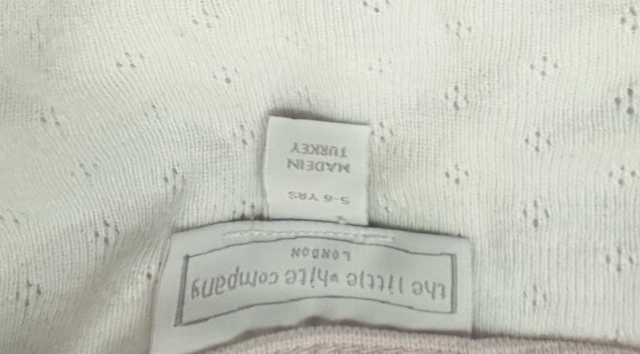 the little white company
LONDON
5-6 YRS
MADE IN
TURKEY